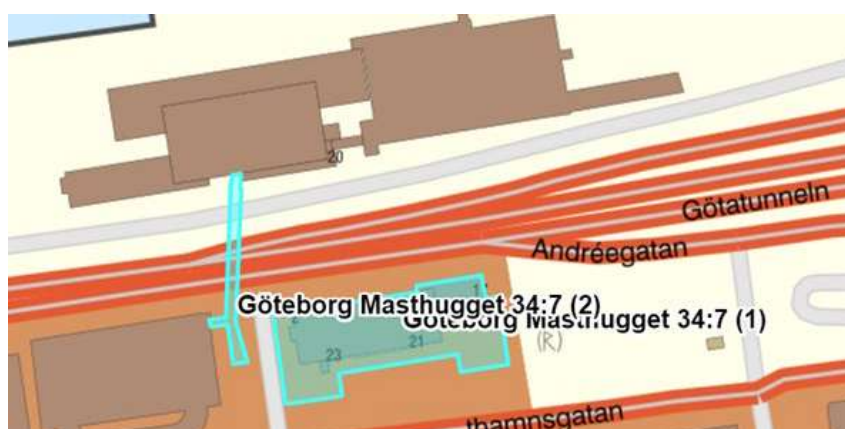 20
Götatunneln
Andréegatan
Göteborg Masthugget 34:7 (2)
Göteborg Masthugget 34:7 (1)
(R)
21
23
thamnsgatan